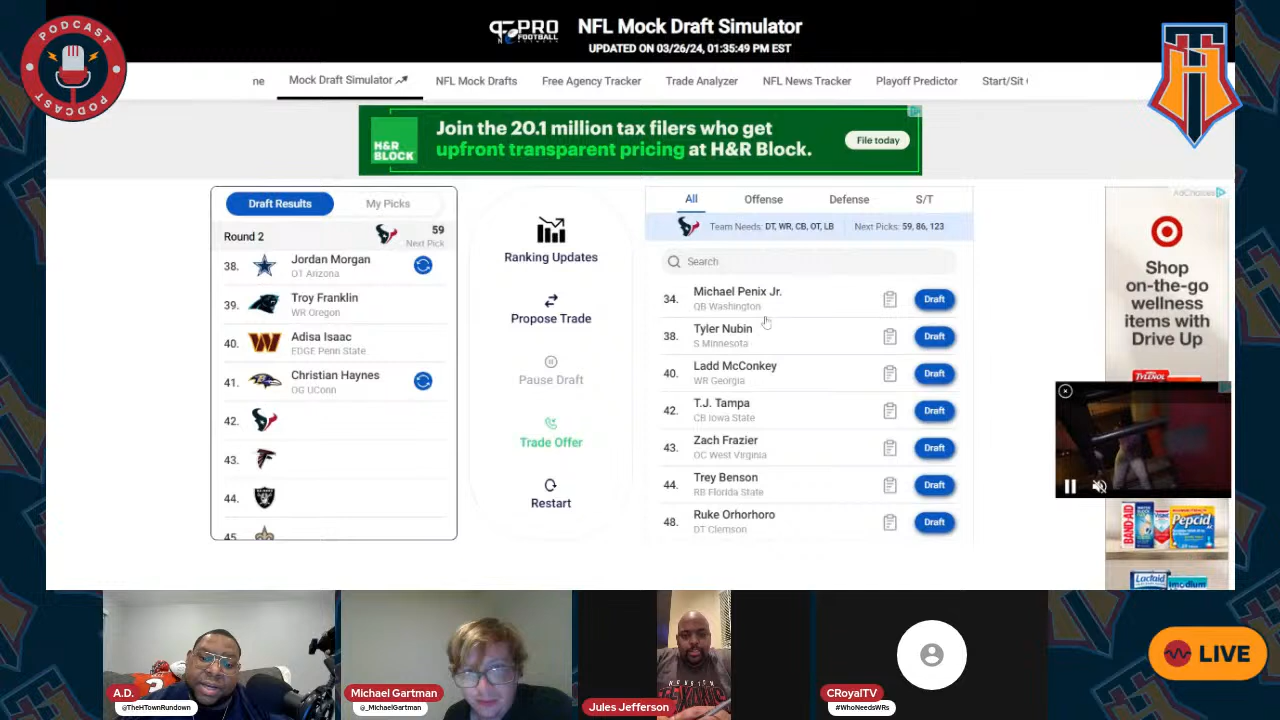 PODCAST
PODCAST
PRO
FOOTBALL
NETWORK
NFL Mock Draft Simulator
UPDATED ON 03/26/24, 01:35:49 PM EST
ne
Mock Draft Simulator
NFL Mock Drafts
Free Agency Tracker
Trade Analyzer
NFL News Tracker
Playoff Predictor
Start/Sit
H&R
BLOCK
Join the 20.1 million tax filers who get
upfront transparent pricing at H&R Block.
File today
Draft Results
My Picks
Round 2
59
Next Pick
38.
Jordan Morgan
OT Arizona
39.
Troy Franklin
WR Oregon
40.
Adisa Isaac
EDGE Penn State
41.
Christian Haynes
OG UConn
42.
43.
44.
45.
Ranking Updates
Propose Trade
Pause Draft
Trade Offer
Restart
All
Offense
Defense
S/T
Team Needs: DT, WR, CB, OT, LB
Next Picks: 59, 86, 123
Search
34.
Michael Penix Jr.
QB Washington
Draft
38.
Tyler Nubin
S Minnesota
Draft
40.
Ladd McConkey
WR Georgia
Draft
42.
T.J. Tampa
CB Iowa State
Draft
43.
Zach Frazier
OC West Virginia
Draft
44.
Trey Benson
RB Florida State
Draft
48.
Ruke Orhorhoro
DT Clemson
Draft
AdChoices
Shop
on-the-go
wellness
items with
Drive Up
TYLENOL
BAND-AID
Pepcid
Lactaid
Imodium
A.D.
@TheHTownRundown
Michael Gartman
@_MichaelGartman
Jules Jefferson
CRoyalTV
#WhoNeedsWRs
LIVE